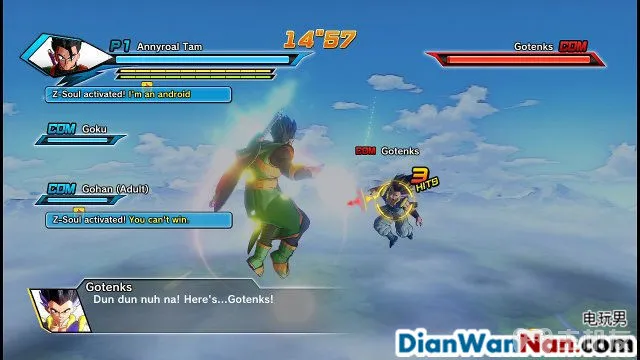 P1 Annyroal Tam
14"57
Gotenks COM
Z-Soul activated! I'm an android
COM Goku
COM Gotenks
3
HITS
COM Gohan (Adult)
Z-Soul activated! You can't win.
Gotenks
Dun dun nuh na! Here's...Gotenks!
电玩男
DianWanNan.com